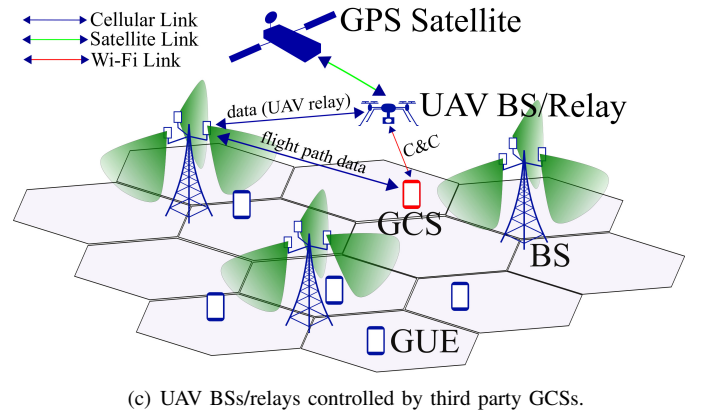 Cellular Link
Satellite Link
Wi-Fi Link
GPS Satellite
data (UAV relay)
UAV BS/Relay
flight path data
C&C
GCS
BS
GUE
(c) UAV BSs/relays controlled by third party GCSs.